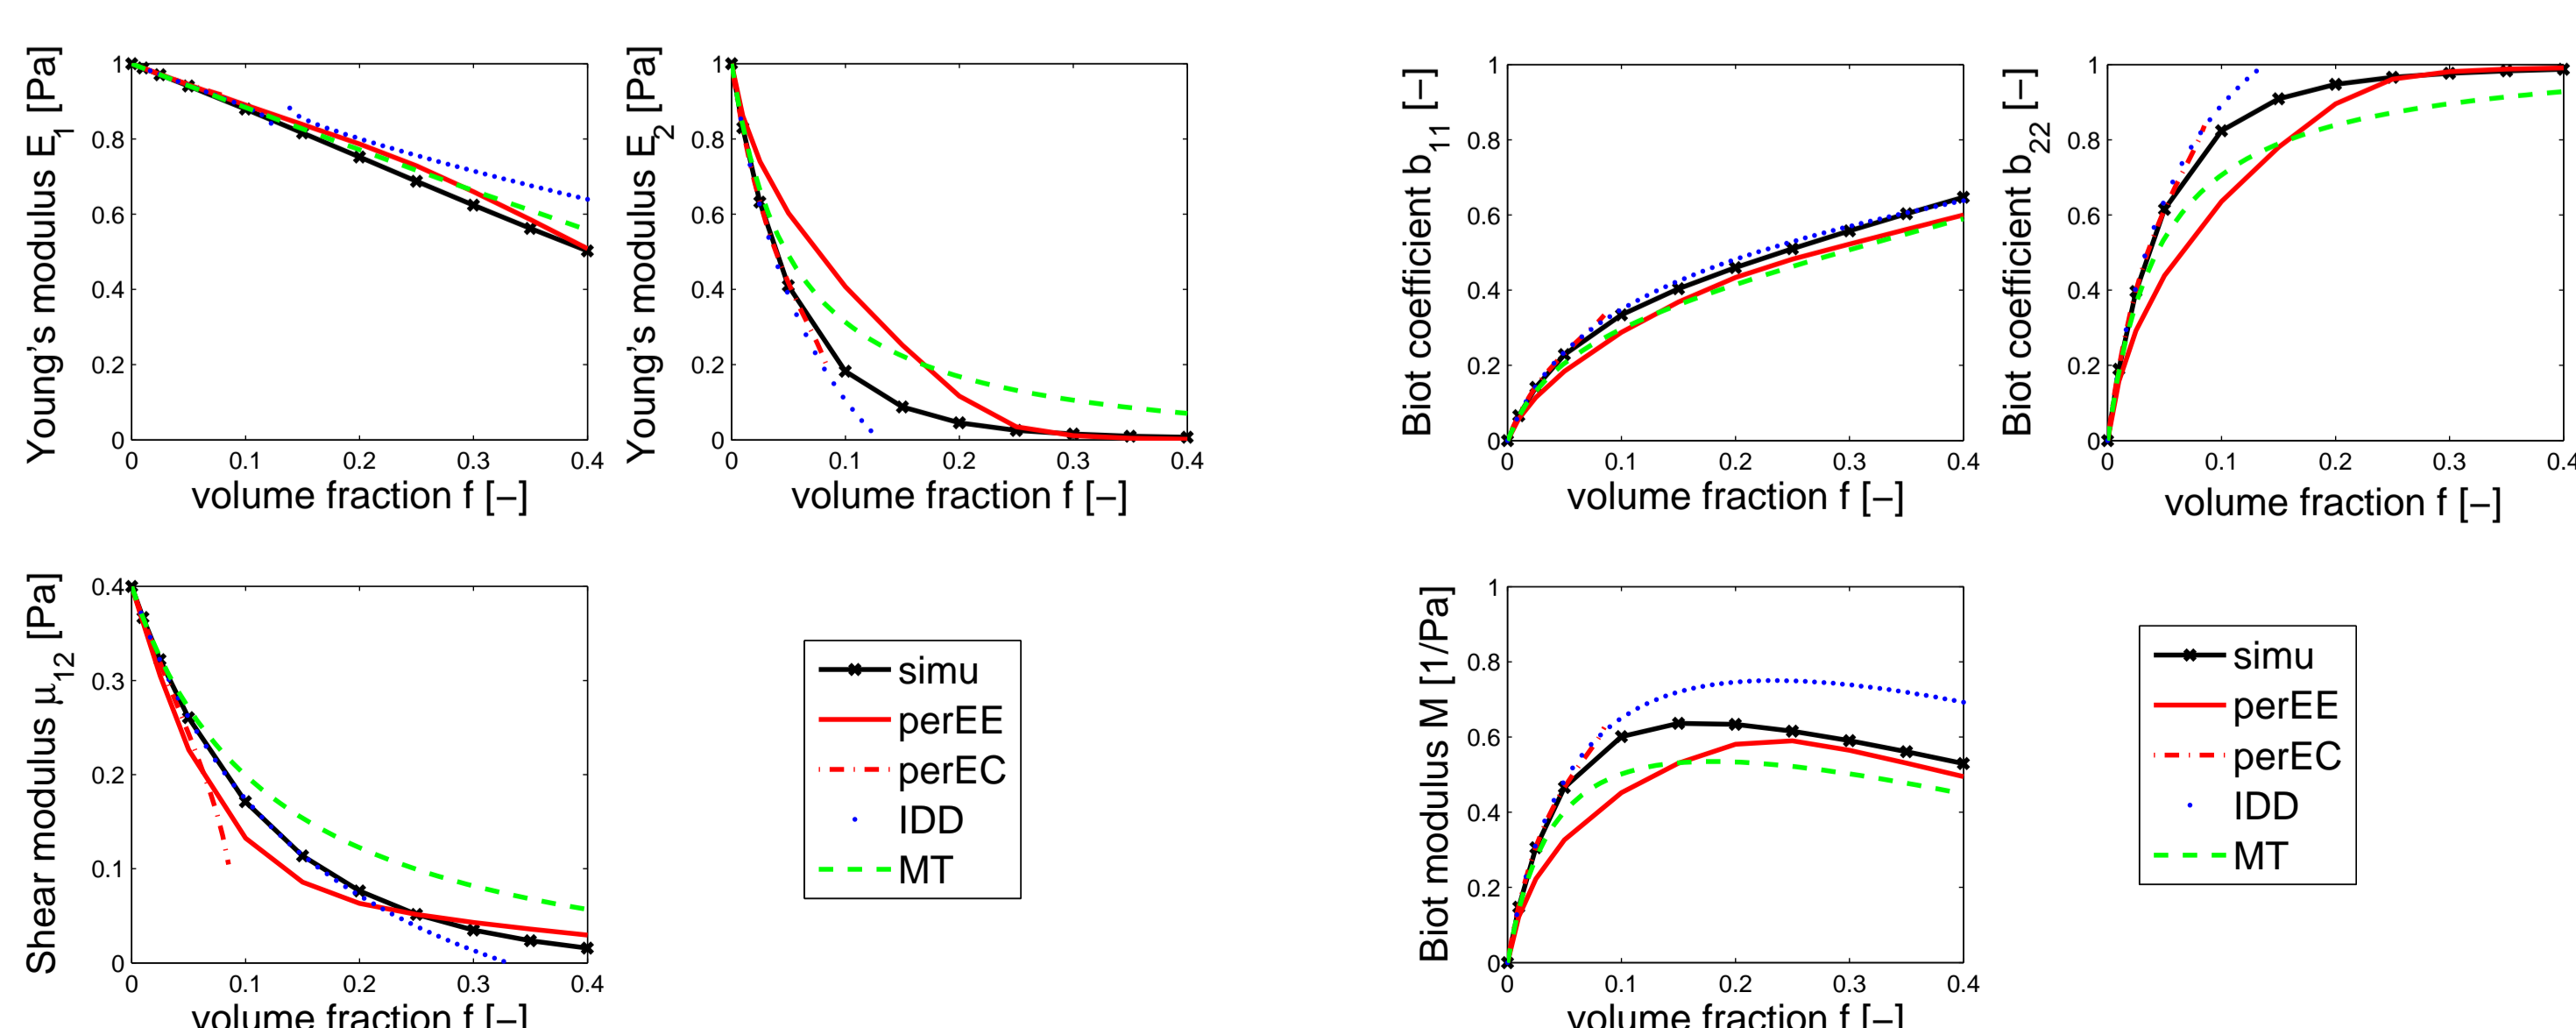 Young's modulus E1 [Pa]
1
0.8
0.6
0.4
0.2
0
0 0.1 0.2 0.3 0.4
volume fraction f [–]
Young's modulus E2 [Pa]
1
0.8
0.6
0.4
0.2
0
0 0.1 0.2 0.3 0.4
volume fraction f [–]
Biot coefficient b11 [–]
1
0.8
0.6
0.4
0.2
0
0 0.1 0.2 0.3 0.4
volume fraction f [–]
Biot coefficient b22 [–]
1
0.8
0.6
0.4
0.2
0
0 0.1 0.2 0.3 0.4
volume fraction f [–]
Shear modulus μ12 [Pa]
0.4
0.3
0.2
0.1
0
0 0.1 0.2 0.3 0.4
volume fraction f [–]
simu
perEE
perEC
IDD
MT
Biot modulus M [1/Pa]
1
0.8
0.6
0.4
0.2
0
0 0.1 0.2 0.3 0.4
volume fraction f [–]
simu
perEE
perEC
IDD
MT